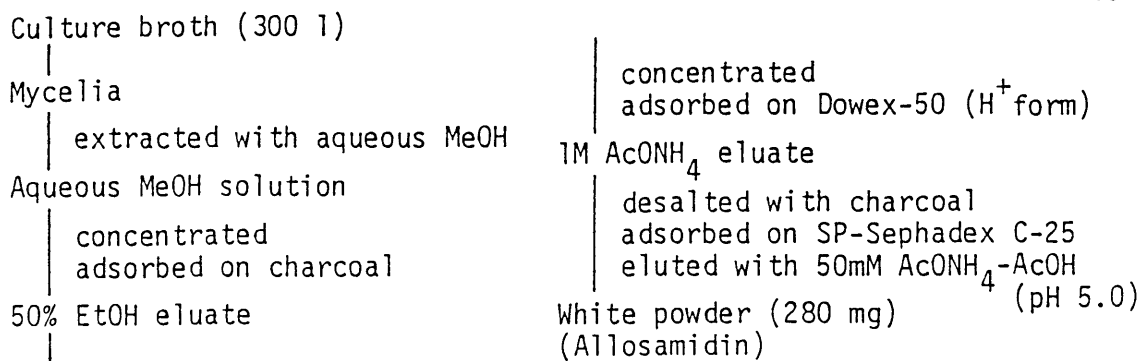 Culture broth (300 l)
Mycelia
extracted with aqueous MeOH
Aqueous MeOH solution
concentrated
adsorbed on charcoal
50% EtOH eluate
concentrated
adsorbed on Dowex-50 (H⁺form)
1M AcONH₄ eluate
desalted with charcoal
adsorbed on SP-Sephadex C-25
eluted with 50mM AcONH₄-AcOH
(pH 5.0)
White powder (280 mg)
(Allosamidin)